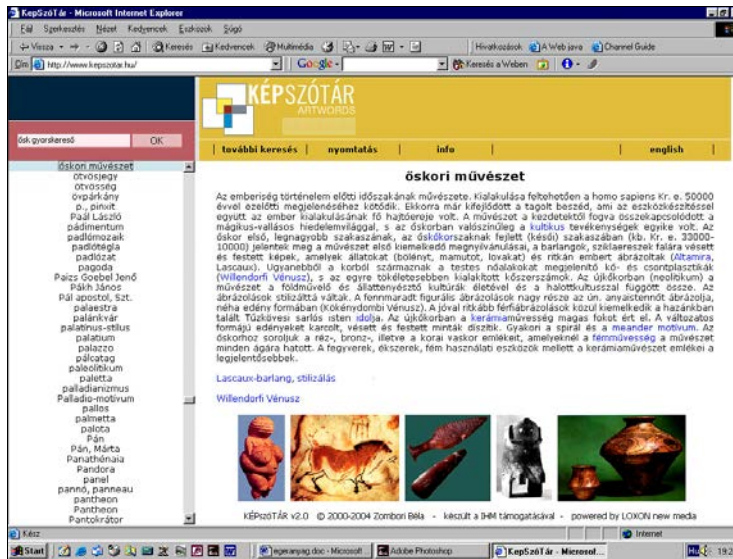 KepSzóTár - Microsoft Internet Explorer
Fájl Szerkesztés Nézet Kedvencek Eszközök Súgó
Vissza Keresés Kedvencek Multimédia Hivatkozások A Web java Channel Guide
Cím http://www.kepszotar.hu/ Google Keresés a Weben
KÉPSZÓTÁR
ARTWORDS
ősk gyorskereső OK
további keresés | nyomtatás | info | | english |
őskori művészet
ötvösjegy
ötvösség
óvpárkány
p., pinxit
Paál László
pádimentum
padlómozaik
padlótégla
padlózat
pagoda
Paizs Goebel Jenő
Pákh János
Pál apostol, Szt.
palaestra
palánkvár
palatinus-stílus
palatium
palazzo
pálcatag
paleolitikum
paletta
palladianizmus
Palladio-motívum
pallos
palmetta
palota
Pán
Pán, Márta
Panathénaia
Pandora
panel
pannó, panneau
pantheon
Pantheon
Pantokrátor
őskori művészet
Az emberiség történelem előtti időszakának művészete. Kialakulása feltehetően a homo sapiens Kr. e. 50000
évvel ezelőtti megjelenéséhez kötődik. Ekkorra már kifejlődött a tagolt beszéd, ami az eszközkészítéssel
együtt az ember kialakulásának fő hajtóereje volt. A művészet a kezdetektől fogva összekapcsolódott a
mágikus-vallásos hiedelemvilággal, s az őskorban valószínűleg a kultikus tevékenységek egyike volt. Az
őskor első, legnagyobb szakaszának, az őskőkorszaknak fejlett (késői) szakaszában (kb. Kr. e. 33000-
10000) jelentek meg a művészet első kiemelkedő megnyilvánulásai, a barlangok, sziklaereszek falára vésett
és festett képek, amelyek állatokat (bölényt, mamutot, lovakat) és ritkán embert ábrázoltak (Altamira,
Lascaux). Ugyanebből a korból származnak a testes nőalakokat megjelenítő kő- és csontplasztikák
(Willendorfi Vénusz), s az egyre tökéletesebben kialakított kőszerszámok. Az újkőkorban (neolitikum) a
művészet a földművelő és állattenyésztő kultúrák életével és a halottkultusszal függött össze. Az
ábrázolások stilizálttá váltak. A fennmaradt figurális ábrázolások nagy része az ún. anyaistennőt ábrázolja,
néha edény formában (Kökénydombi Vénusz). A jóval ritkább férfiábrázolások közül kiemelkedik a hazánkban
talált Tűzkövesi sarlós isten idolja. Az újkőkorban a kerámiaművesség magas fokot ért el. A változatos
formájú edényeket karcolt, vésett és festett minták díszítik. Gyakori a spirál és a meander motívum. Az
őskorhoz soroljuk a réz-, bronz-, illetve a korai vaskor emlékeit, amelyeknél a fémművesség a művészet
minden ágára hatott. A fegyverek, ékszerek, fém használati eszközök mellett a kerámiaművészet emlékei a
legjelentősebbek.
Lascaux-barlang, stilizálás
Willendorfi Vénusz
KÉPszóTÁR v2.0 © 2000-2004 Zombori Béla - készült a IHM támogatásával - powered by LOXON new media
Kész Internet
Start egeranyag.doc - Microsoft Adobe Photoshop KepSzóTár - Microsof... Hu